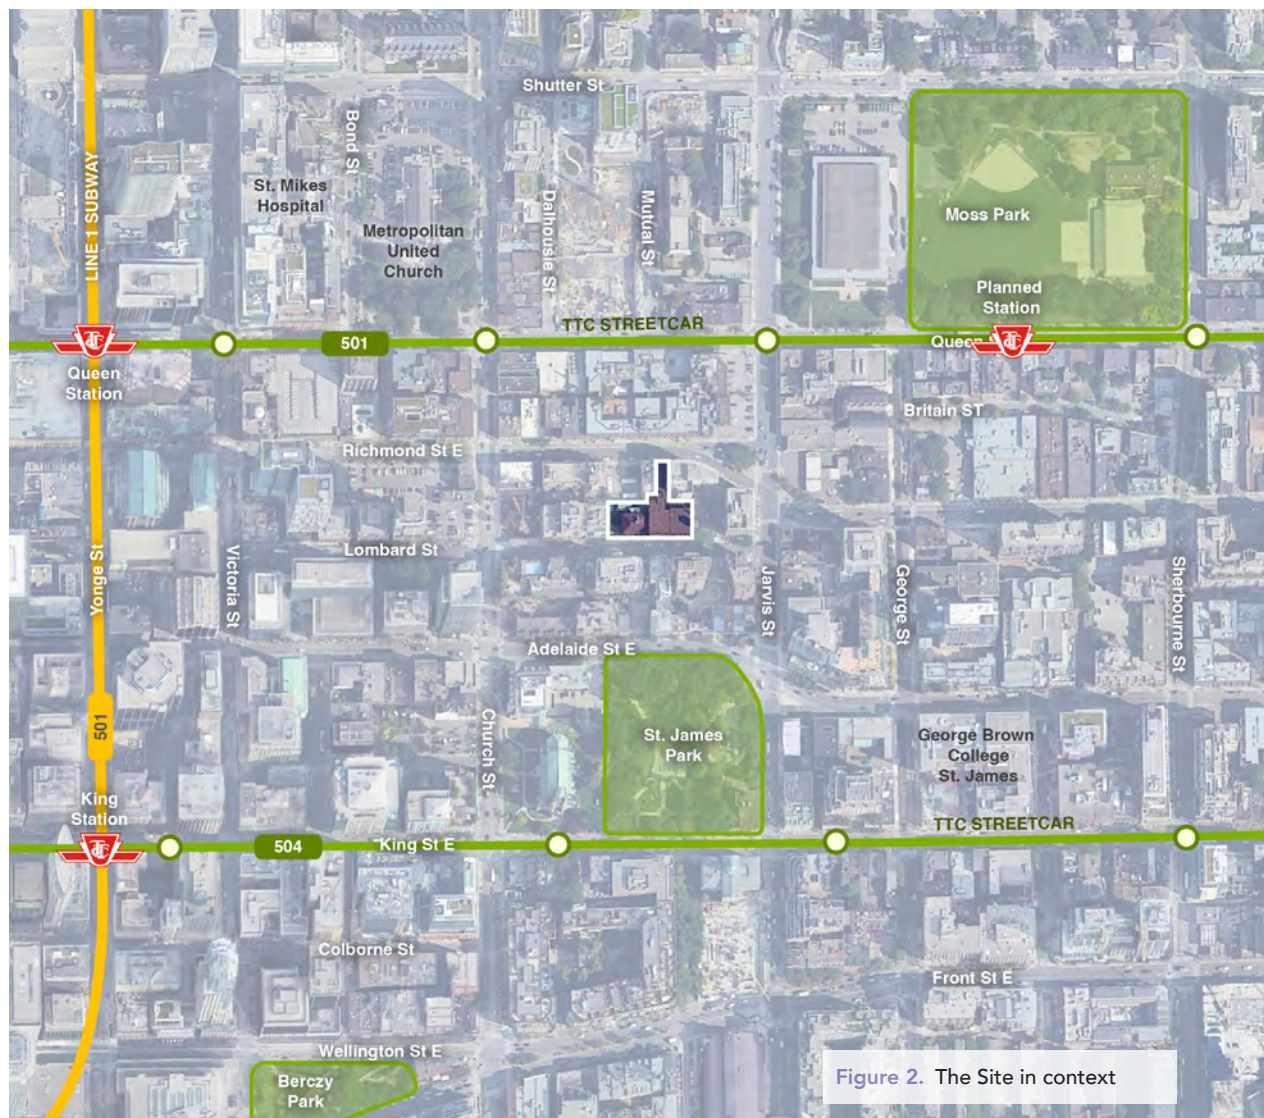 Shutter St
Bond St
LINE 1 SUBWAY
St. Mikes
Hospital
Dalhousie St
Mutual St
Moss Park
Metropolitan
United
Church
Planned
Station
TTC STREETCAR
501
Queen
Queen
Station
Britain ST
Richmond St E
Lombard St
Yonge St
Victoria St
Jarvis St
George St
Sherbourne St
Adelaide St E
501
Church St
St. James
Park
George Brown
College
St. James
King
Station
TTC STREETCAR
504
King St E
Colborne St
Front St E
Wellington St E
Berczy
Park
Figure 2. The Site in context